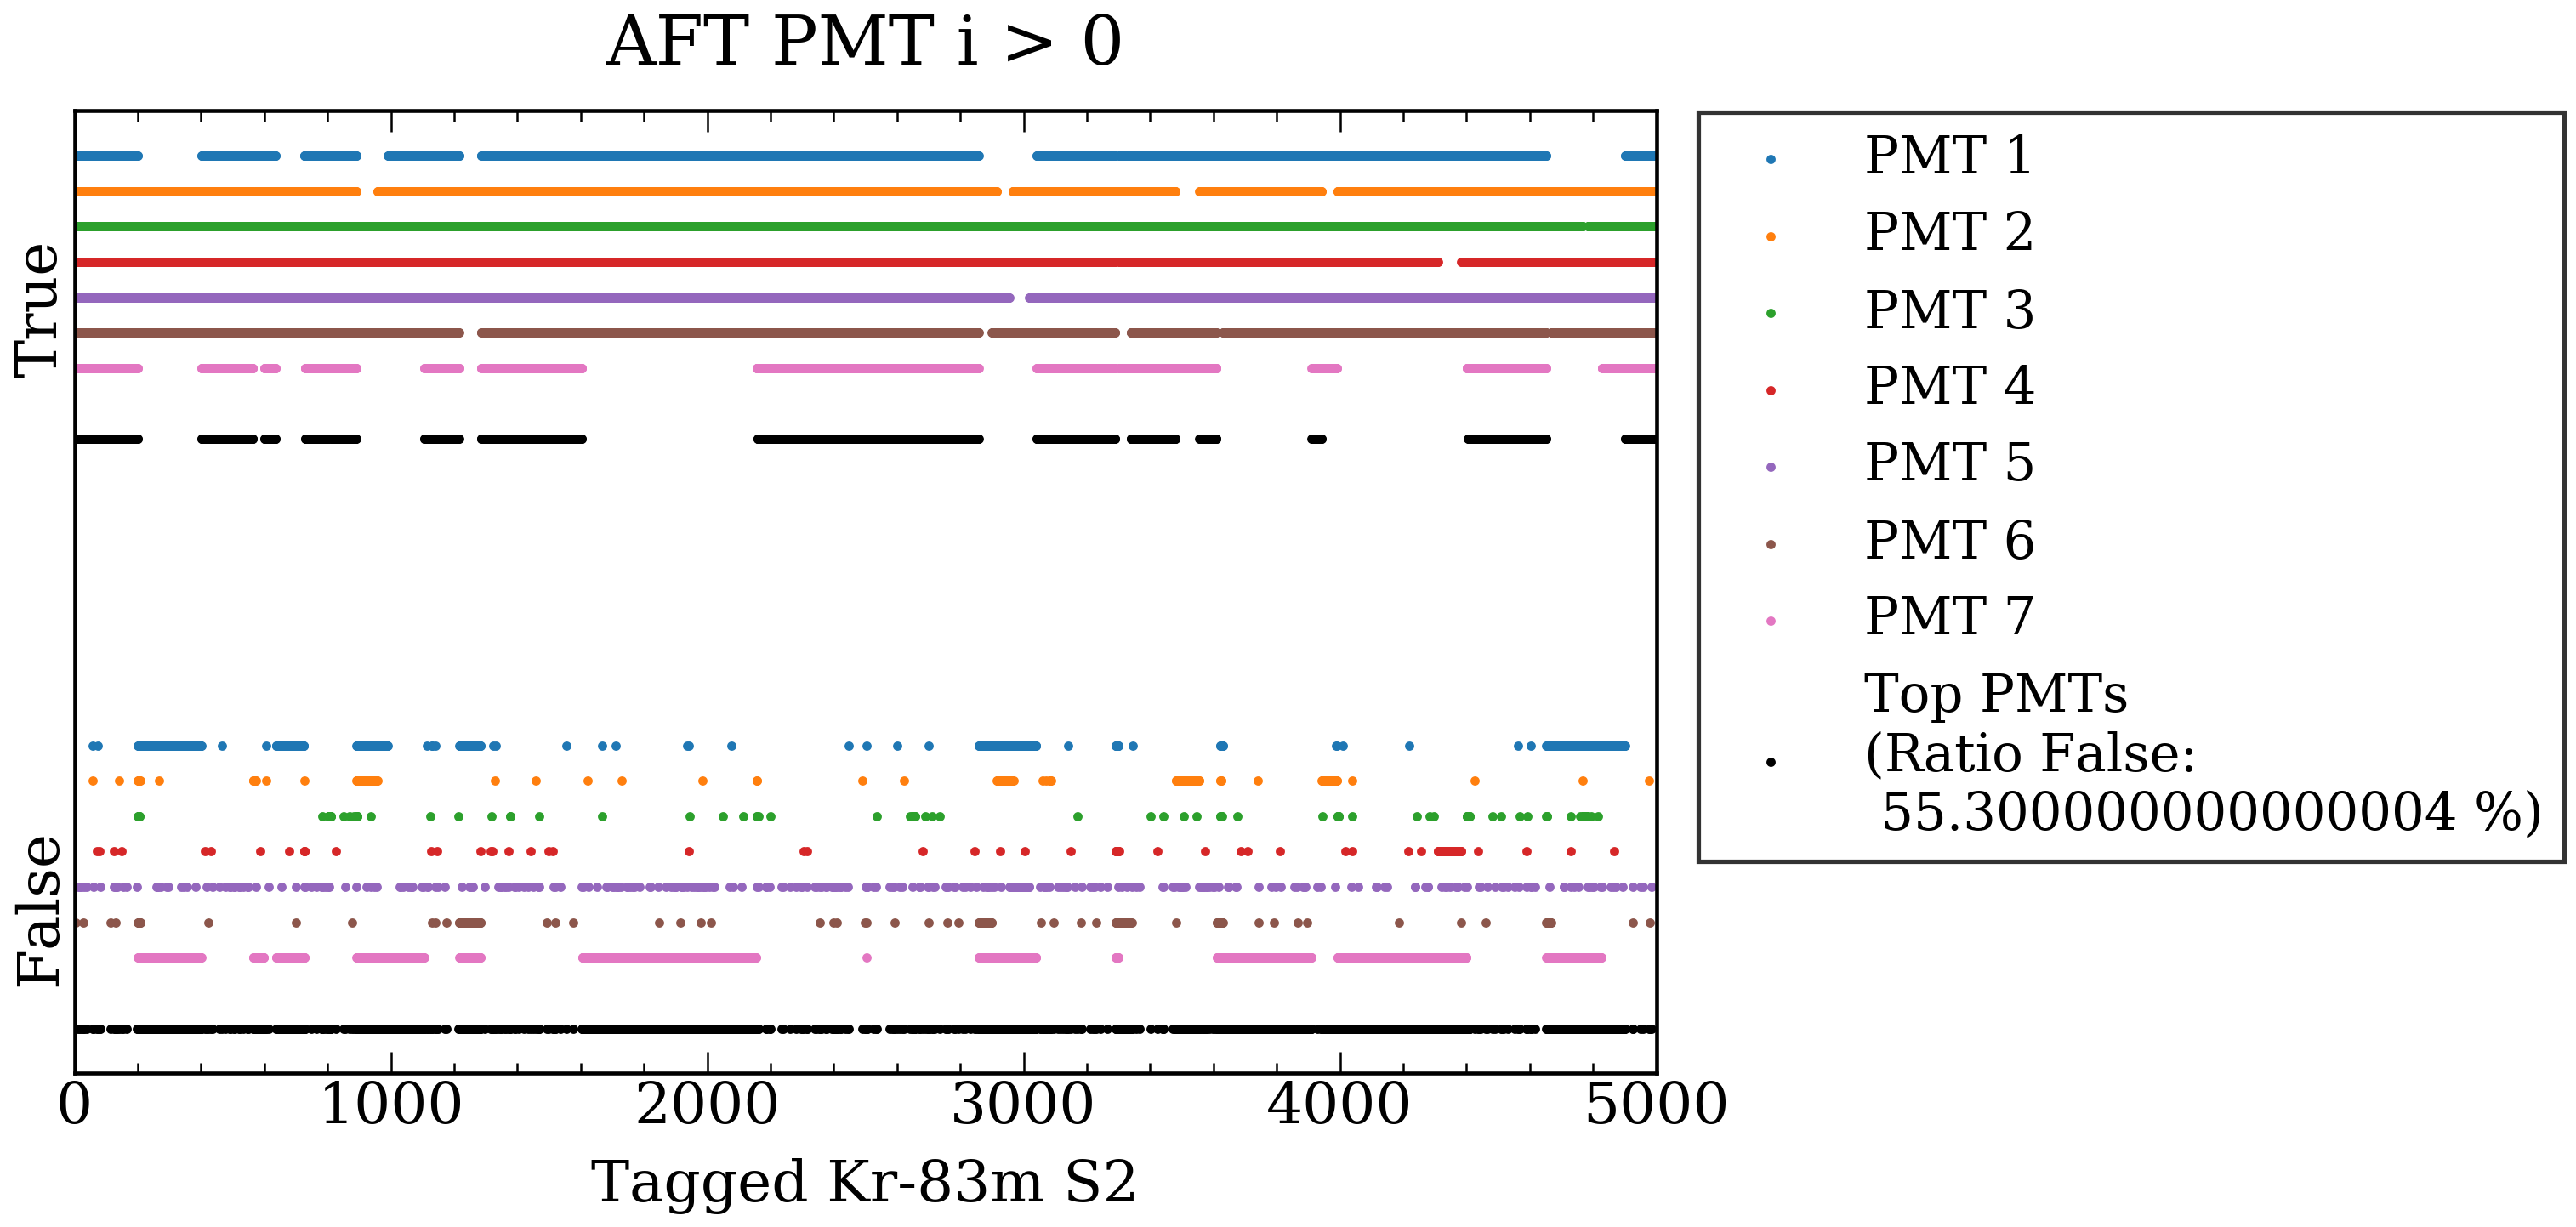 AFT PMT i > 0
True
False
0 1000 2000 3000 4000 5000
Tagged Kr-83m S2
PMT 1
PMT 2
PMT 3
PMT 4
PMT 5
PMT 6
PMT 7
Top PMTs
(Ratio False:
55.300000000000004 %)